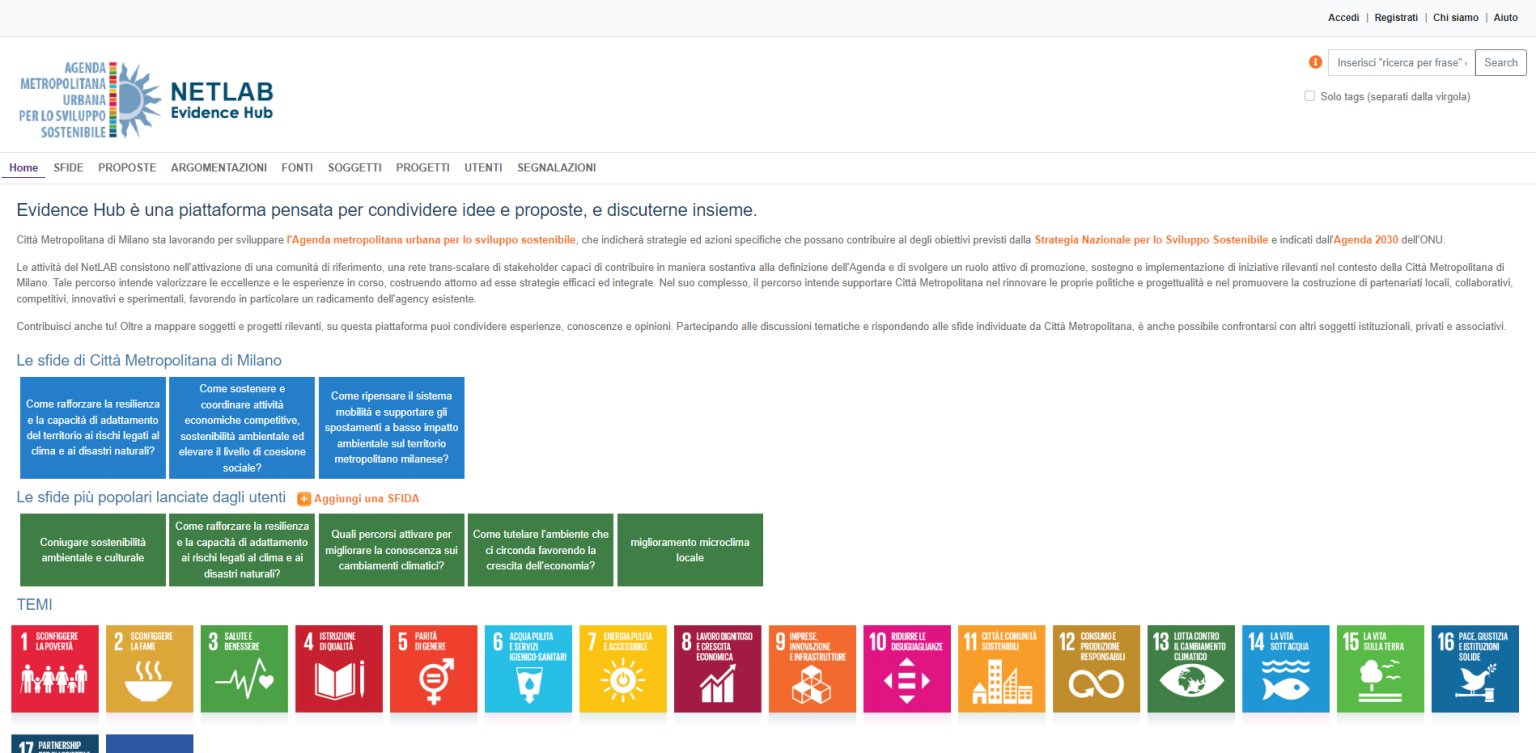 Accedi | Registrati | Chi siamo | Aiuto
AGENDA
METROPOLITANA
URBANA
PER LO SVILUPPO
SOSTENIBILE
NETLAB
Evidence Hub
Inserisci "ricerca per frase"
Search
Solo tags (separati dalla virgola)
Home SFIDE PROPOSTE ARGOMENTAZIONI FONTI SOGGETTI PROGETTI UTENTI SEGNALAZIONI
Evidence Hub è una piattaforma pensata per condividere idee e proposte, e discuterne insieme.
Città Metropolitana di Milano sta lavorando per sviluppare l'Agenda metropolitana urbana per lo sviluppo sostenibile, che indicherà strategie ed azioni specifiche che possano contribuire al degli obiettivi previsti dalla Strategia Nazionale per lo Sviluppo Sostenibile e indicati dall'Agenda 2030 dell'ONU.
Le attività del NetLAB consistono nell'attivazione di una comunità di riferimento, una rete trans-scalare di stakeholder capaci di contribuire in maniera sostantiva alla definizione dell'Agenda e di svolgere un ruolo attivo di promozione, sostegno e implementazione di iniziative rilevanti nel contesto della Città Metropolitana di
Milano. Tale percorso intende valorizzare le eccellenze e le esperienze in corso, costruendo attorno ad esse strategie efficaci ed integrate. Nel suo complesso, il percorso intende supportare Città Metropolitana nel rinnovare le proprie politiche e progettualità e nel promuovere la costruzione di partenariati locali, collaborativi,
competitivi, innovativi e sperimentali, favorendo in particolare un radicamento dell'agency esistente.
Contribuisci anche tu! Oltre a mappare soggetti e progetti rilevanti, su questa piattaforma puoi condividere esperienze, conoscenze e opinioni. Partecipando alle discussioni tematiche e rispondendo alle sfide individuate da Città Metropolitana, è anche possibile confrontarsi con altri soggetti istituzionali, privati e associativi.
Le sfide di Città Metropolitana di Milano
Come rafforzare la resilienza
e la capacità di adattamento
del territorio ai rischi legati al
clima e ai disastri naturali?
Come sostenere e
coordinare attività
economiche competitive,
sostenibilità ambientale ed
elevare il livello di coesione
sociale?
Come ripensare il sistema
mobilità e supportare gli
spostamenti a basso impatto
ambientale sul territorio
metropolitano milanese?
Le sfide più popolari lanciate dagli utenti + Aggiungi una SFIDA
Coniugare sostenibilità
ambientale e culturale
Come rafforzare la resilienza
e la capacità di adattamento
ai rischi legati al clima e ai
disastri naturali?
Quali percorsi attivare per
migliorare la conoscenza sui
cambiamenti climatici?
Come tutelare l'ambiente che
ci circonda favorendo la
crescita dell'economia?
miglioramento microclima
locale
TEMI
1 SCONFIGGERE
LA POVERTÀ
2 SCONFIGGERE
LA FAME
3 SALUTE E
BENESSERE
4 ISTRUZIONE
DI QUALITÀ
5 PARITÀ
DI GENERE
6 ACQUA PULITA
E SERVIZI
IGIENICO-SANITARI
7 ENERGIA PULITA
E ACCESSIBILE
8 LAVORO DIGNITOSO
E CRESCITA
ECONOMICA
9 IMPRESE,
INNOVAZIONE
E INFRASTRUTTURE
10 RIDURRE LE
DISUGUAGLIANZE
11 CITTÀ E COMUNITÀ
SOSTENIBILI
12 CONSUMO E
PRODUZIONE
RESPONSABILI
13 LOTTA CONTRO
IL CAMBIAMENTO
CLIMATICO
14 LA VITA
SOTT'ACQUA
15 LA VITA
SULLA TERRA
16 PACE, GIUSTIZIA
E ISTITUZIONI
SOLIDE
17 PARTNERSHIP